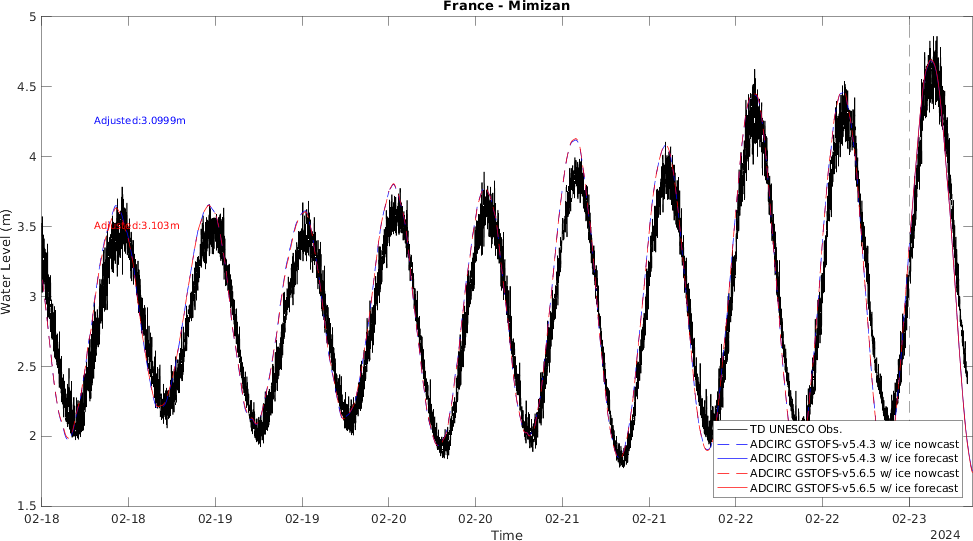 France - Mimizan
5
4.5
4
3.5
3
2.5
2
1.5
Water Level (m)
Adjusted:3.0999m
Adjusted:3.103m
TD UNESCO Obs.
ADCIRC GSTOFS-v5.4.3 w/ ice nowcast
ADCIRC GSTOFS-v5.4.3 w/ ice forecast
ADCIRC GSTOFS-v5.6.5 w/ ice nowcast
ADCIRC GSTOFS-v5.6.5 w/ ice forecast
02-18 02-18 02-19 02-19 02-20 02-20 02-21 02-21 02-22 02-22 02-23
Time
2024